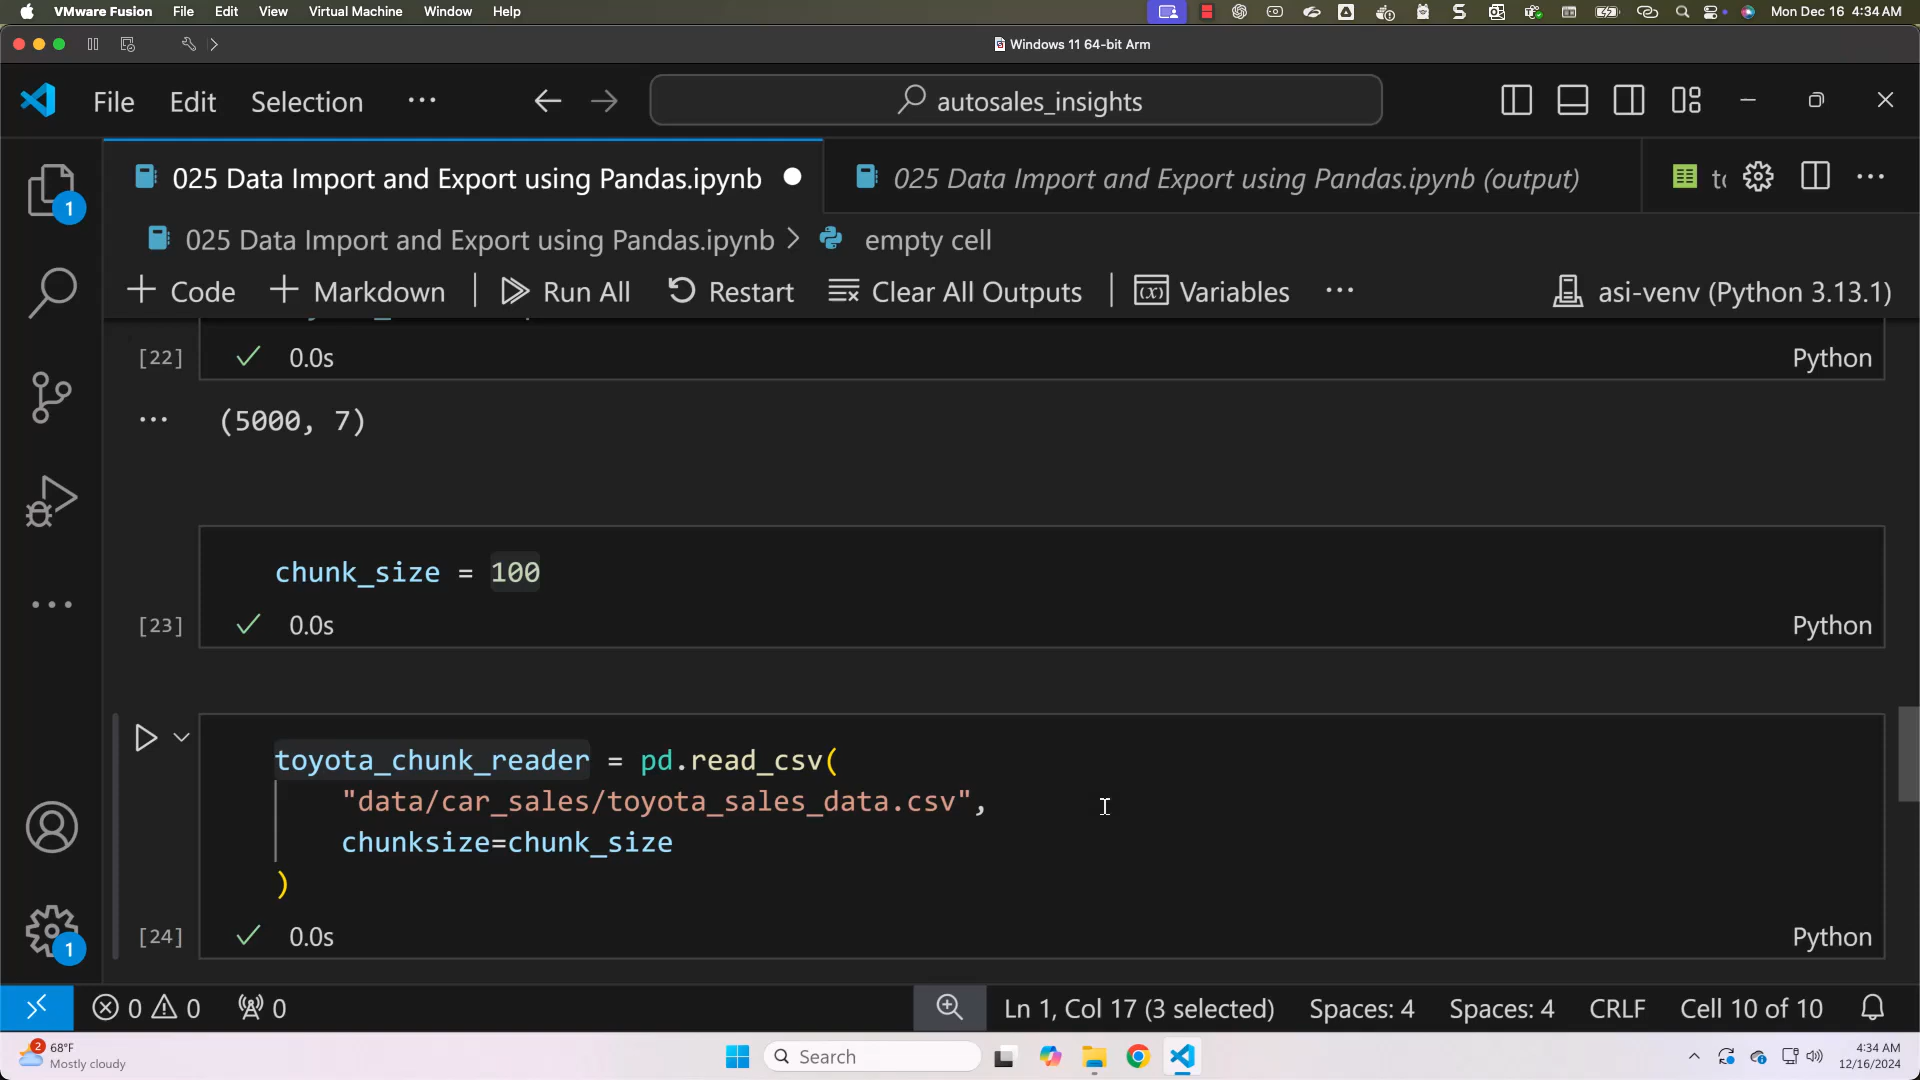 VMware Fusion File Edit View Virtual Machine Window Help Mon Dec 16 4:34 AM
Windows 11 64-bit Arm
File Edit Selection ··· autosales_insights
025 Data Import and Export using Pandas.ipynb 025 Data Import and Export using Pandas.ipynb (output)
025 Data Import and Export using Pandas.ipynb > empty cell
+ Code + Markdown Run All Restart Clear All Outputs Variables ··· asi-venv (Python 3.13.1)
[22] 0.0s Python
··· (5000, 7)
chunk_size = 100
[23] 0.0s Python
toyota_chunk_reader = pd.read_csv(
"data/car_sales/toyota_sales_data.csv",
chunksize=chunk_size
)
[24] 0.0s Python
1
1
0 0 0 Ln 1, Col 17 (3 selected) Spaces: 4 Spaces: 4 CRLF Cell 10 of 10
2 68°F
Mostly cloudy
Search
4:34 AM
12/16/2024